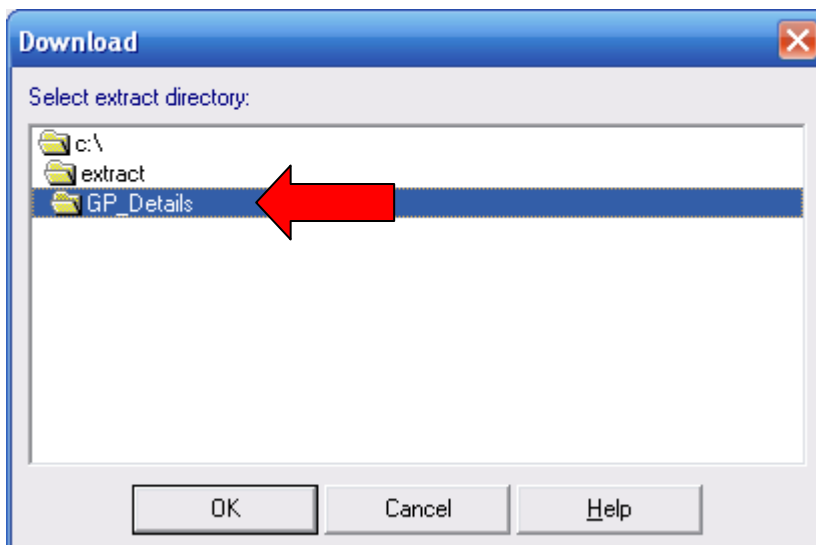 Download
Select extract directory:
c:\
extract
GP_Details
OK Cancel Help